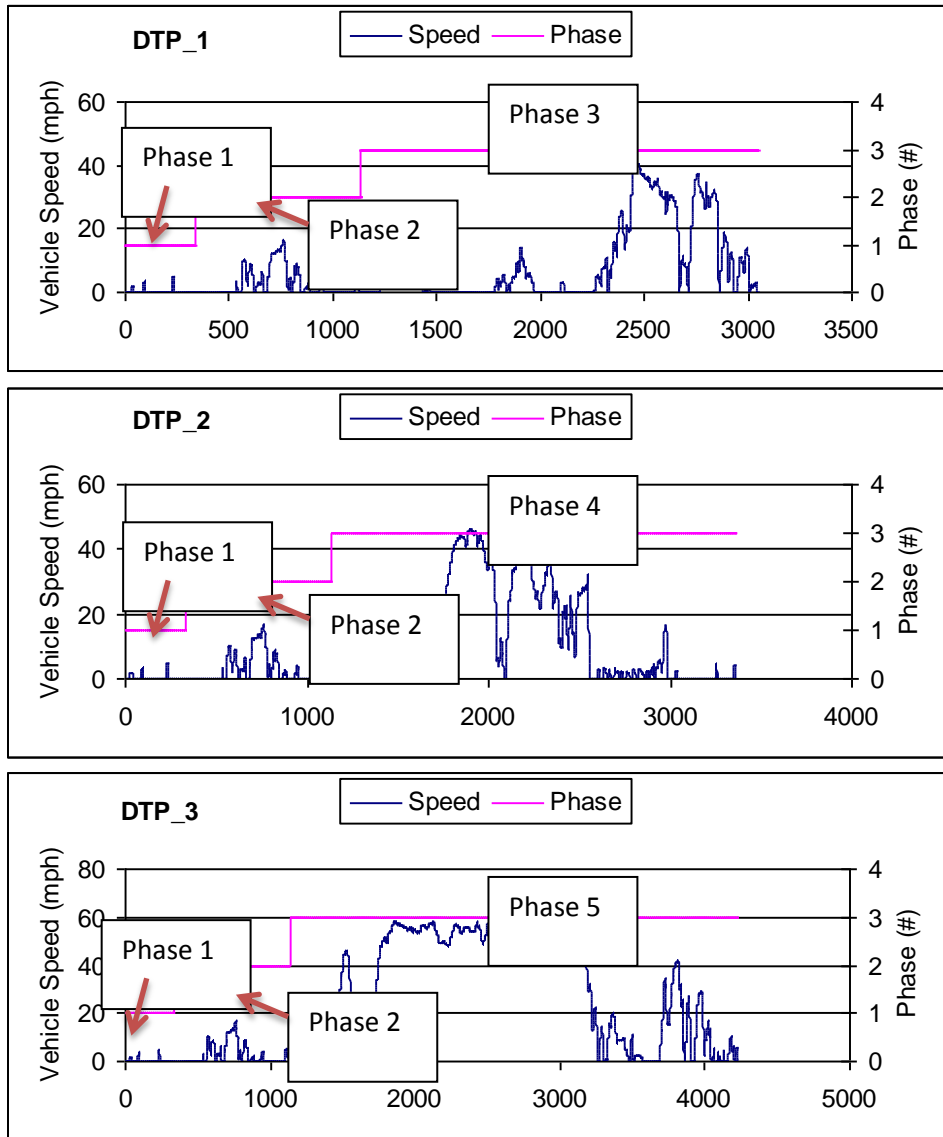 DTP_1
Speed Phase
Vehicle Speed (mph)
60
40
20
0
Phase 1
Phase 2
Phase 3
4
3
2
1
0
Phase (#)
0 500 1000 1500 2000 2500 3000 3500
DTP_2
Speed Phase
Vehicle Speed (mph)
60
40
20
0
Phase 1
Phase 2
Phase 4
4
3
2
1
0
Phase (#)
0 1000 2000 3000 4000
DTP_3
Speed Phase
Vehicle Speed (mph)
80
60
40
20
0
Phase 1
Phase 2
Phase 5
4
3
2
1
0
Phase (#)
0 1000 2000 3000 4000 5000